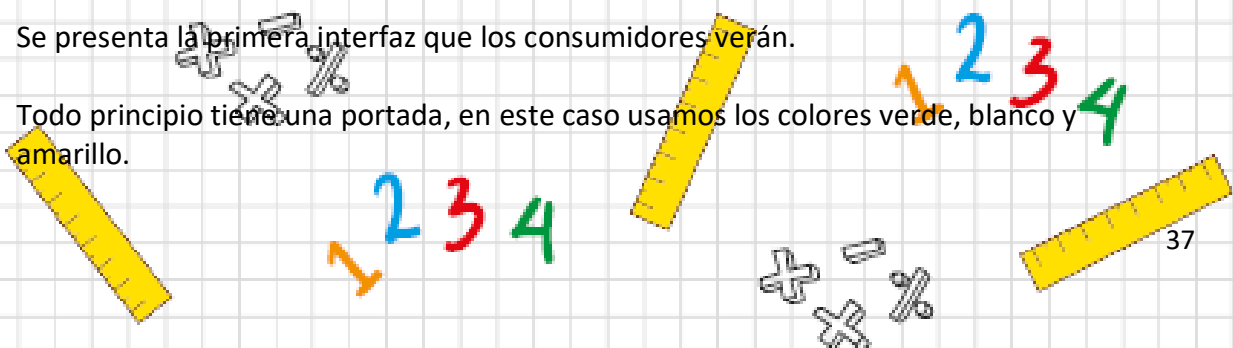 Se presenta la primera interfaz que los consumidores verán.
1 2 3 4
Todo principio tiene una portada, en este caso usamos los colores verde, blanco y
amarillo.
1 2 3 4
37